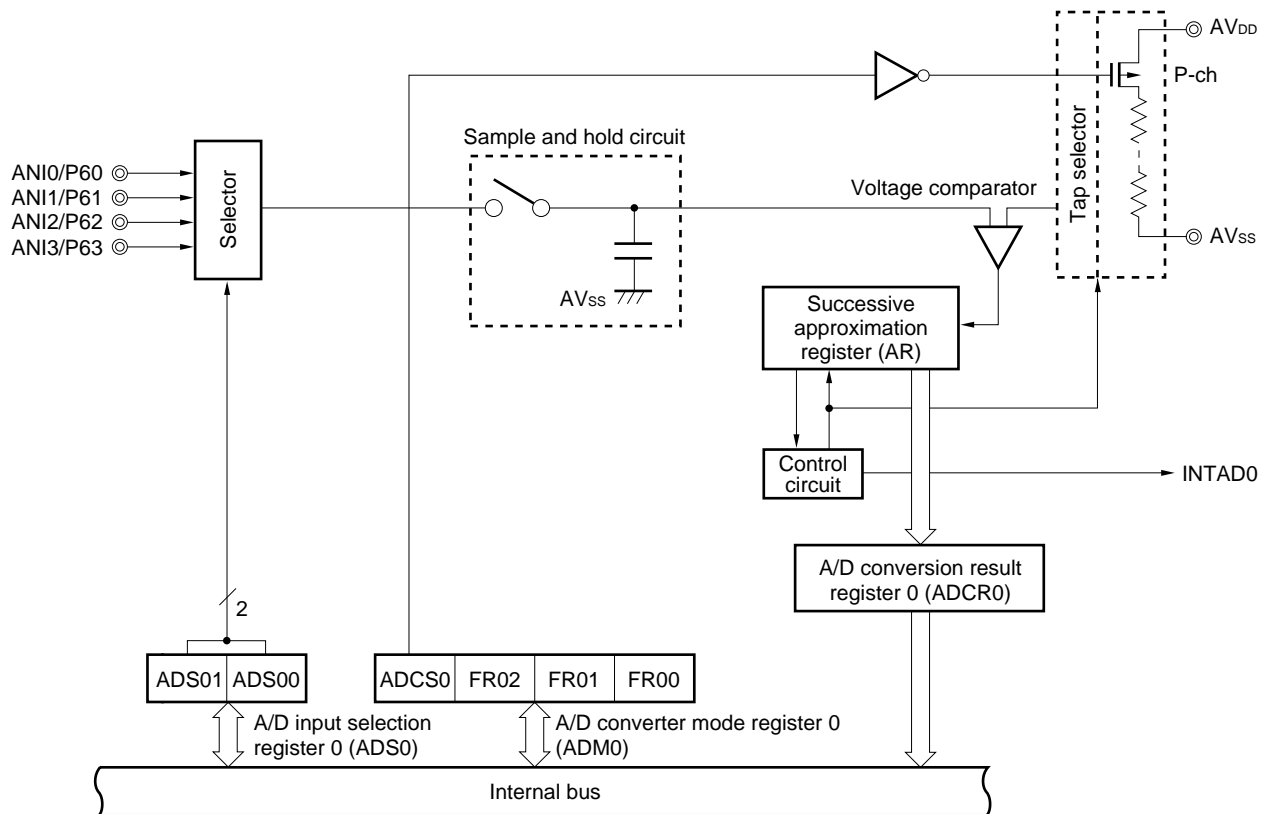 AVDD
P-ch
Tap selector
AVSS
Sample and hold circuit
Voltage comparator
ANI0/P60
ANI1/P61
ANI2/P62
ANI3/P63
Selector
AVSS
Successive
approximation
register (AR)
Control
circuit
INTAD0
A/D conversion result
register 0 (ADCR0)
2
ADS01 ADS00
ADCS0 FR02 FR01 FR00
A/D input selection
register 0 (ADS0)
A/D converter mode register 0
(ADM0)
Internal bus